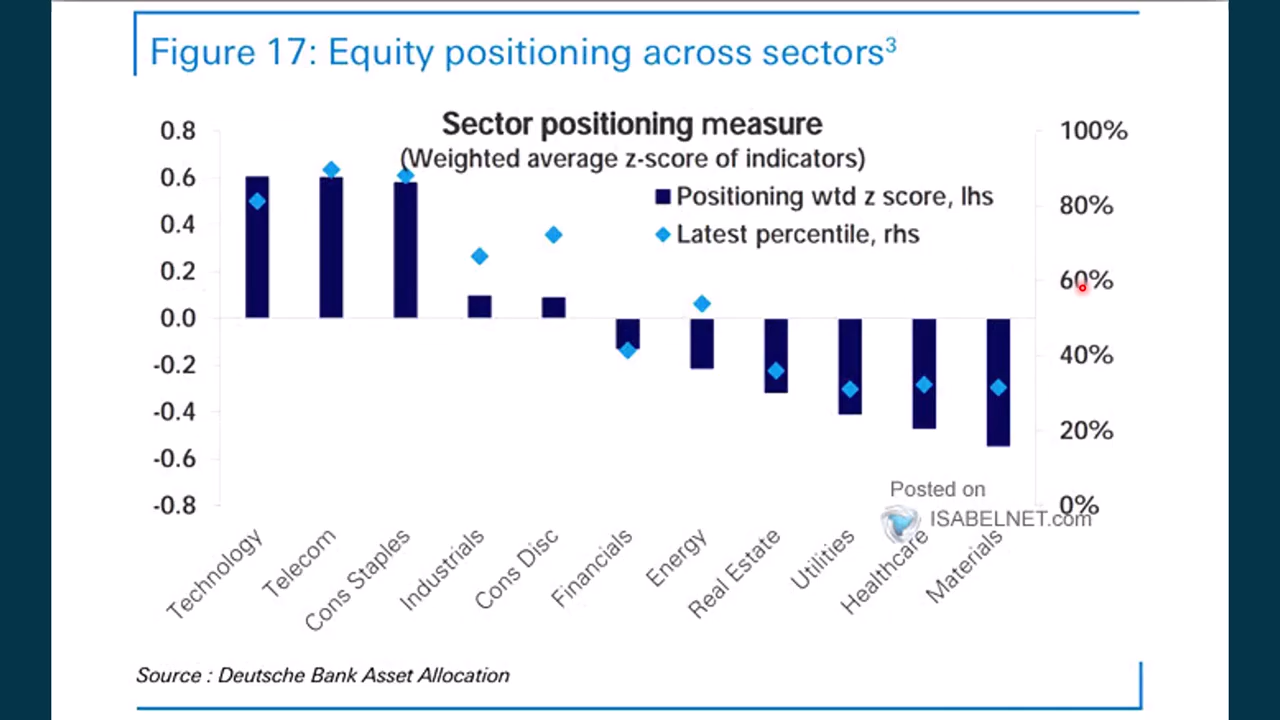 Figure 17: Equity positioning across sectors³
Sector positioning measure
(Weighted average z-score of indicators)
Positioning wtd z score, lhs
Latest percentile, rhs
0.8
0.6
0.4
0.2
0.0
-0.2
-0.4
-0.6
-0.8
100%
80%
60%
40%
20%
0%
Posted on
ISABELNET.com
Technology
Telecom
Cons Staples
Industrials
Cons Disc
Financials
Energy
Real Estate
Utilities
Healthcare
Materials
Source : Deutsche Bank Asset Allocation